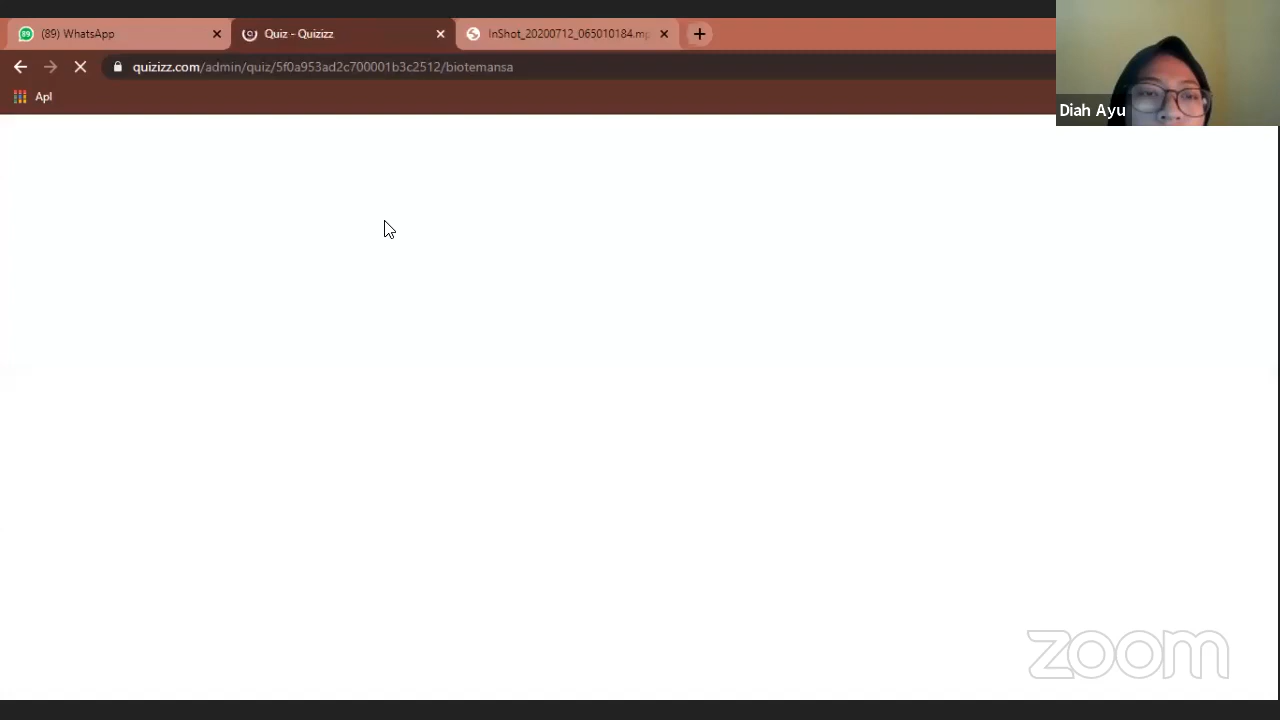 (89) WhatsApp
Quiz - Quizizz
InShot_20200712_065010184.mp
quizizz.com/admin/quiz/5f0a953ad2c700001b3c2512/biotemansa
Apl
Diah Ayu
zoom